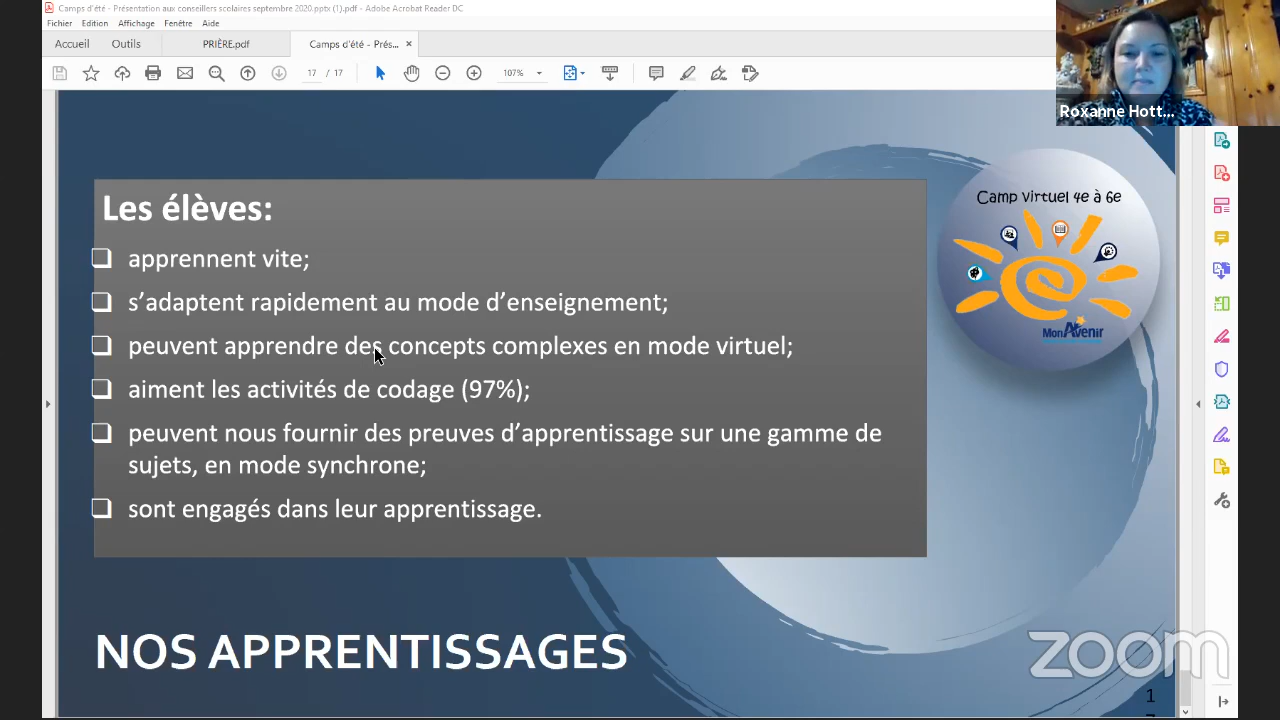 Camps d'été - Présentation aux conseillers scolaires septembre 2020.pptx (1).pdf - Adobe Acrobat Reader DC
Fichier Edition Affichage Fenêtre Aide
Accueil Outils PRIÈRE.pdf Camps d'été - Prés... ×
17 / 17 107%
Roxanne Hott...
Camp virtuel 4e à 6e
MonAvenir
Les élèves:
apprennent vite;
s’adaptent rapidement au mode d’enseignement;
peuvent apprendre des concepts complexes en mode virtuel;
aiment les activités de codage (97%);
peuvent nous fournir des preuves d’apprentissage sur une gamme de
sujets, en mode synchrone;
sont engagés dans leur apprentissage.
NOS APPRENTISSAGES
zoom
1